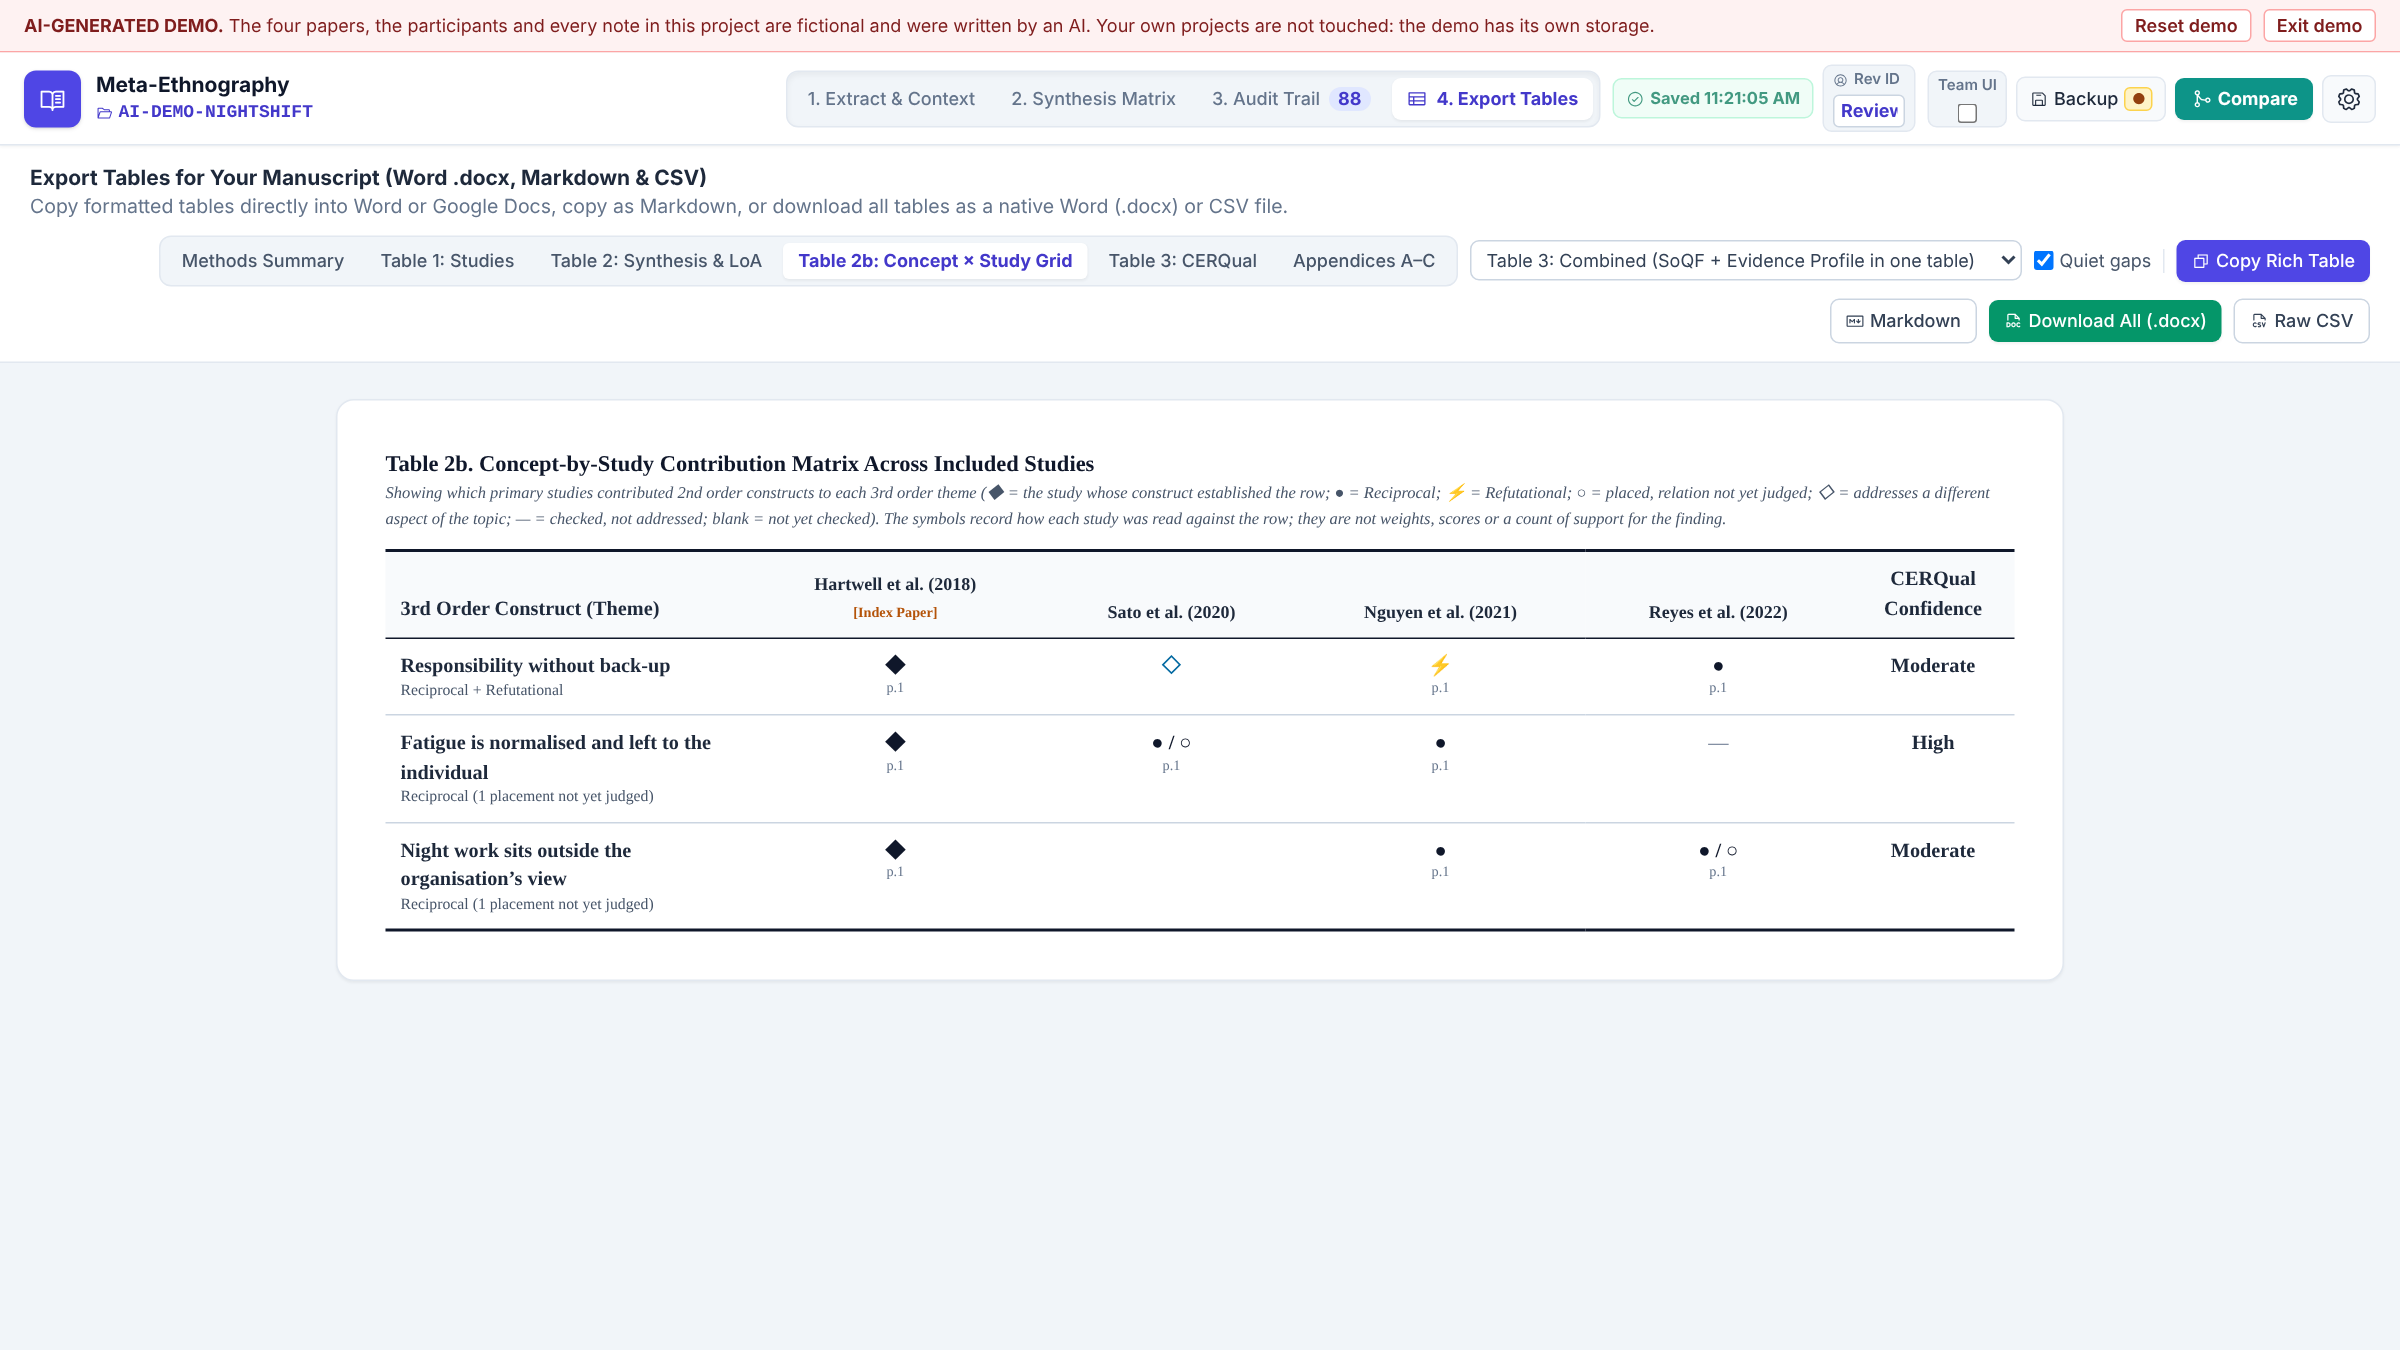 AI-GENERATED DEMO. The four papers, the participants and every note in this project are fictional and were written by an AI. Your own projects are not touched: the demo has its own storage.
Reset demo
Exit demo
Meta-Ethnography
AI-DEMO-NIGHTSHIFT
1. Extract & Context
2. Synthesis Matrix
3. Audit Trail 88
4. Export Tables
Saved 11:21:05 AM
Rev ID
Review
Team UI
Backup
Compare
Export Tables for Your Manuscript (Word .docx, Markdown & CSV)
Copy formatted tables directly into Word or Google Docs, copy as Markdown, or download all tables as a native Word (.docx) or CSV file.
Methods Summary
Table 1: Studies
Table 2: Synthesis & LoA
Table 2b: Concept × Study Grid
Table 3: CERQual
Appendices A–C
Table 3: Combined (SoQF + Evidence Profile in one table)
Quiet gaps
Copy Rich Table
Markdown
Download All (.docx)
Raw CSV
Table 2b. Concept-by-Study Contribution Matrix Across Included Studies
Showing which primary studies contributed 2nd order constructs to each 3rd order theme (◆ = the study whose construct established the row; ● = Reciprocal; ⚡ = Refutational; ○ = placed, relation not yet judged; ◇ = addresses a different
aspect of the topic; — = checked, not addressed; blank = not yet checked). The symbols record how each study was read against the row; they are not weights, scores or a count of support for the finding.
3rd Order Construct (Theme)
Hartwell et al. (2018)
[Index Paper]
Sato et al. (2020)
Nguyen et al. (2021)
Reyes et al. (2022)
CERQual
Confidence
Responsibility without back-up
Reciprocal + Refutational
◆
p.1
◇
⚡
p.1
●
p.1
Moderate
Fatigue is normalised and left to the
individual
Reciprocal (1 placement not yet judged)
◆
p.1
● / ○
p.1
●
p.1
—
High
Night work sits outside the
organisation’s view
Reciprocal (1 placement not yet judged)
◆
p.1
●
p.1
● / ○
p.1
Moderate